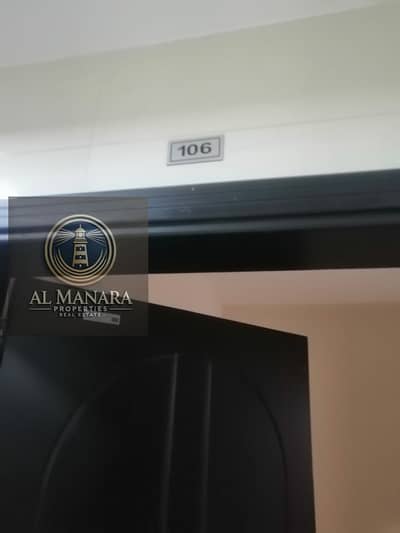 106
AL MANARA
PROPERTIES
REAL ESTATE